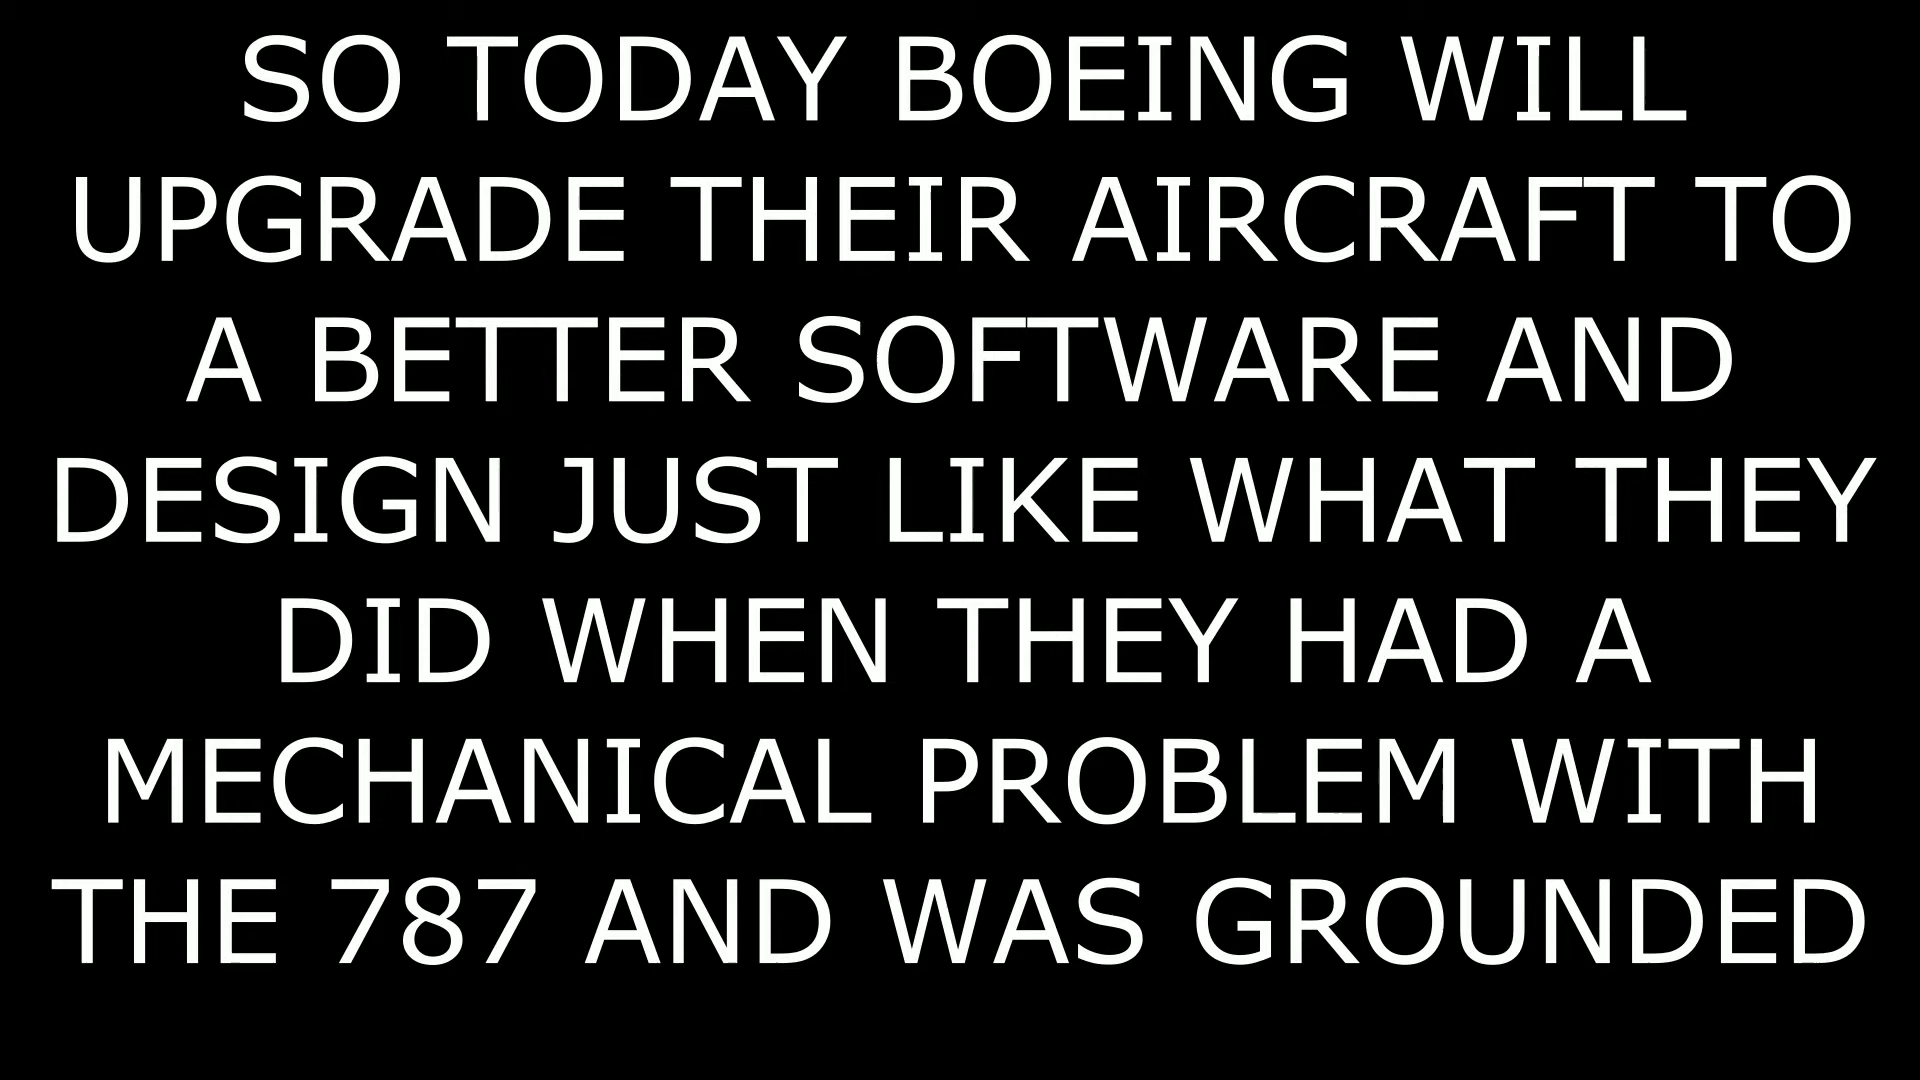 SO TODAY BOEING WILL
UPGRADE THEIR AIRCRAFT TO
A BETTER SOFTWARE AND
DESIGN JUST LIKE WHAT THEY
DID WHEN THEY HAD A
MECHANICAL PROBLEM WITH
THE 787 AND WAS GROUNDED